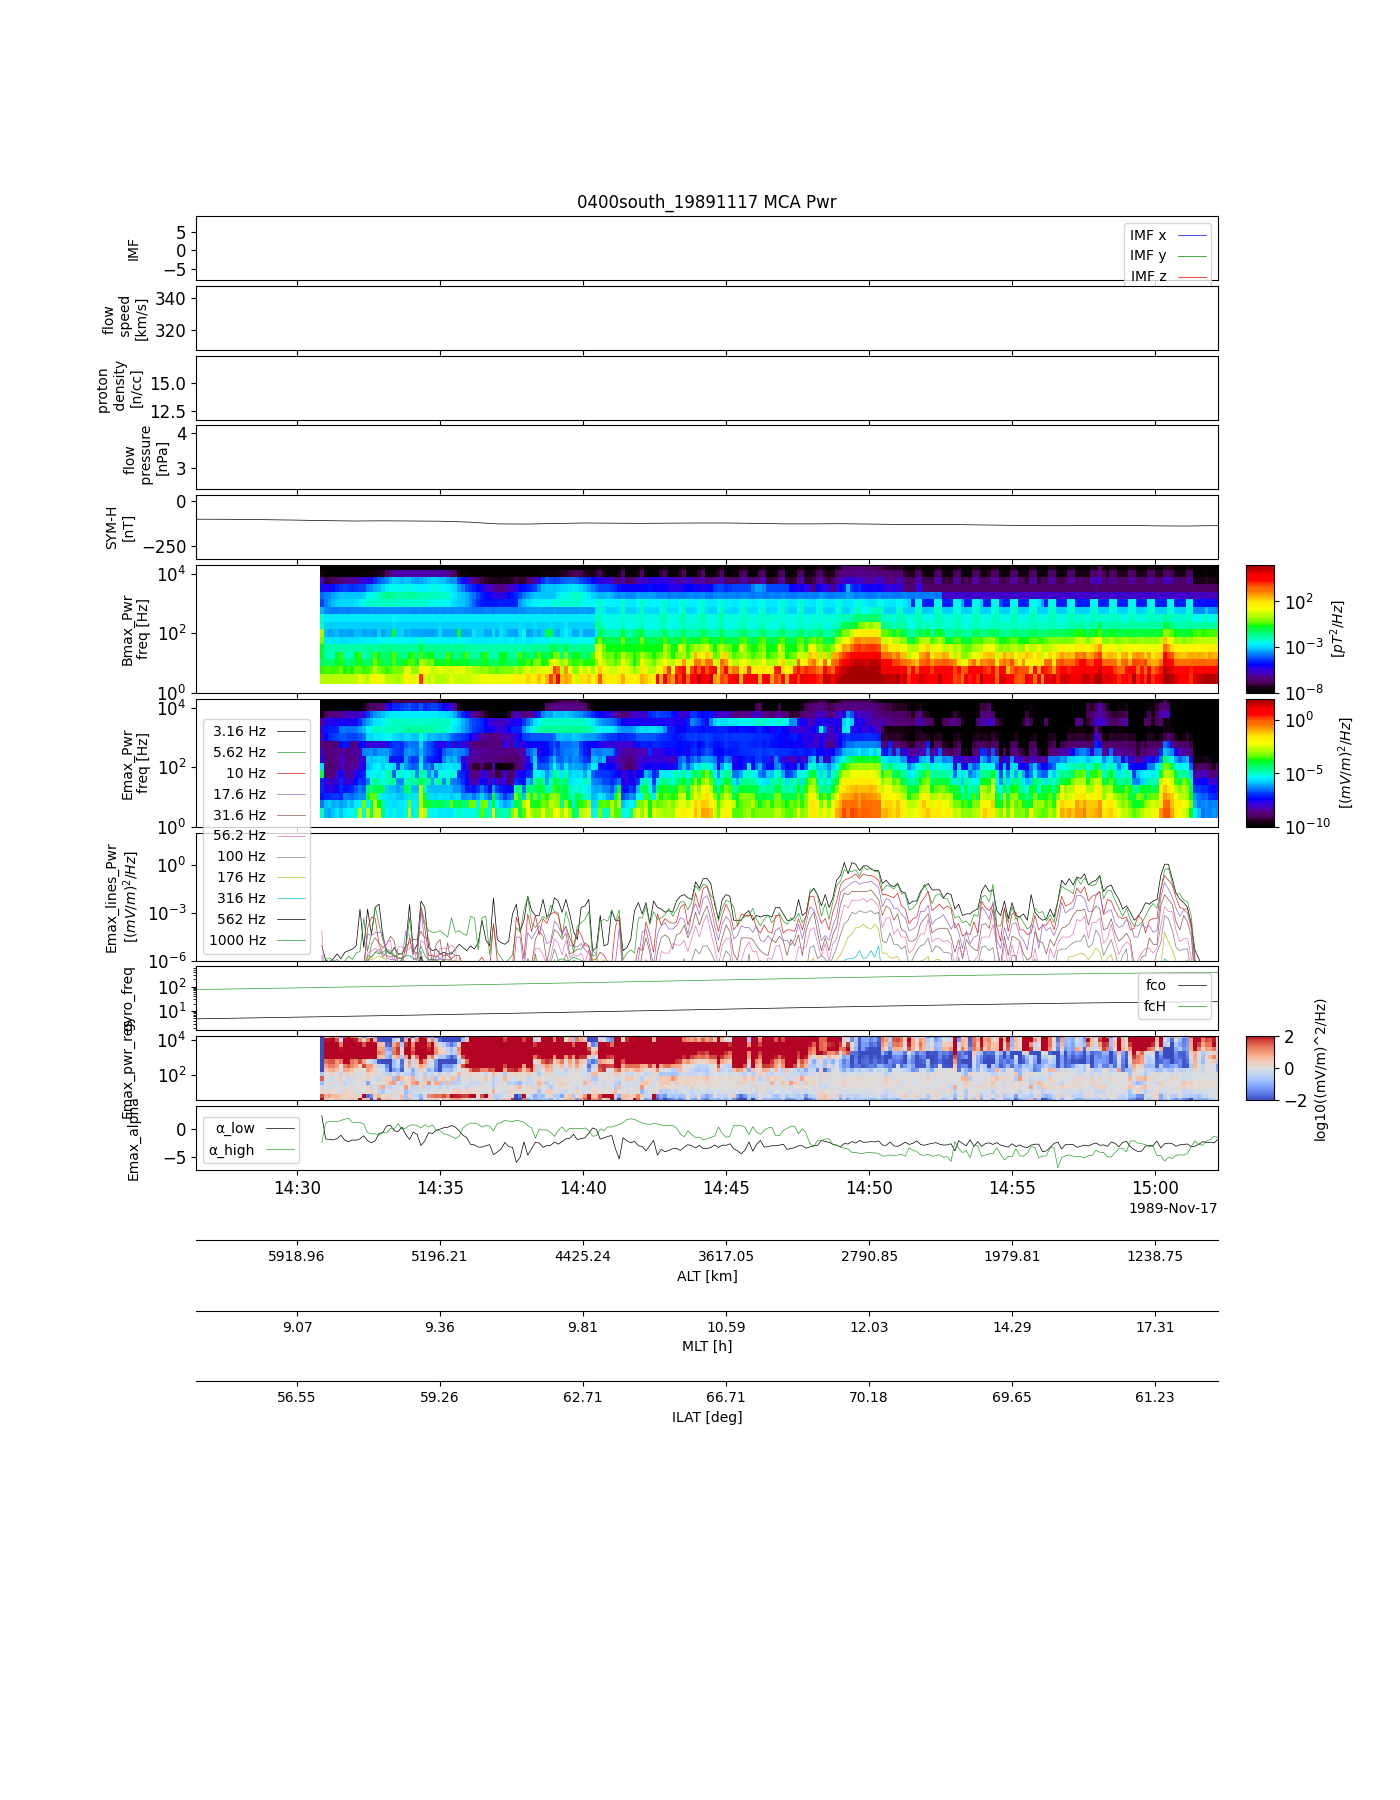 0400south_19891117 MCA Pwr
IMF
5
0
−5
IMF x
IMF y
IMF z
flow
speed
[km/s]
340
320
proton
density
[n/cc]
15.0
12.5
flow
pressure
[nPa]
4
3
SYM-H
[nT]
0
−250
Bmax_Pwr
freq [Hz]
10^4
10^2
10^0
10^2
10^-3
10^-8
[pT^2/Hz]
Emax_Pwr
freq [Hz]
10^4
10^2
10^0
10^0
10^-5
10^-10
[(mV/m)^2/Hz]
3.16 Hz
5.62 Hz
10 Hz
17.6 Hz
31.6 Hz
56.2 Hz
100 Hz
176 Hz
316 Hz
562 Hz
1000 Hz
Emax_lines_Pwr
[(mV/m)^2/Hz]
10^0
10^-3
10^-6
gyro_freq
10^2
10^1
fco
fcH
Emax_pwr_reg
10^4
10^2
2
0
−2
log10((mV/m)^2/Hz)
Emax_alpha
0
−5
α_low
α_high
14:30 14:35 14:40 14:45 14:50 14:55 15:00
1989-Nov-17
5918.96 5196.21 4425.24 3617.05 2790.85 1979.81 1238.75
ALT [km]
9.07 9.36 9.81 10.59 12.03 14.29 17.31
MLT [h]
56.55 59.26 62.71 66.71 70.18 69.65 61.23
ILAT [deg]